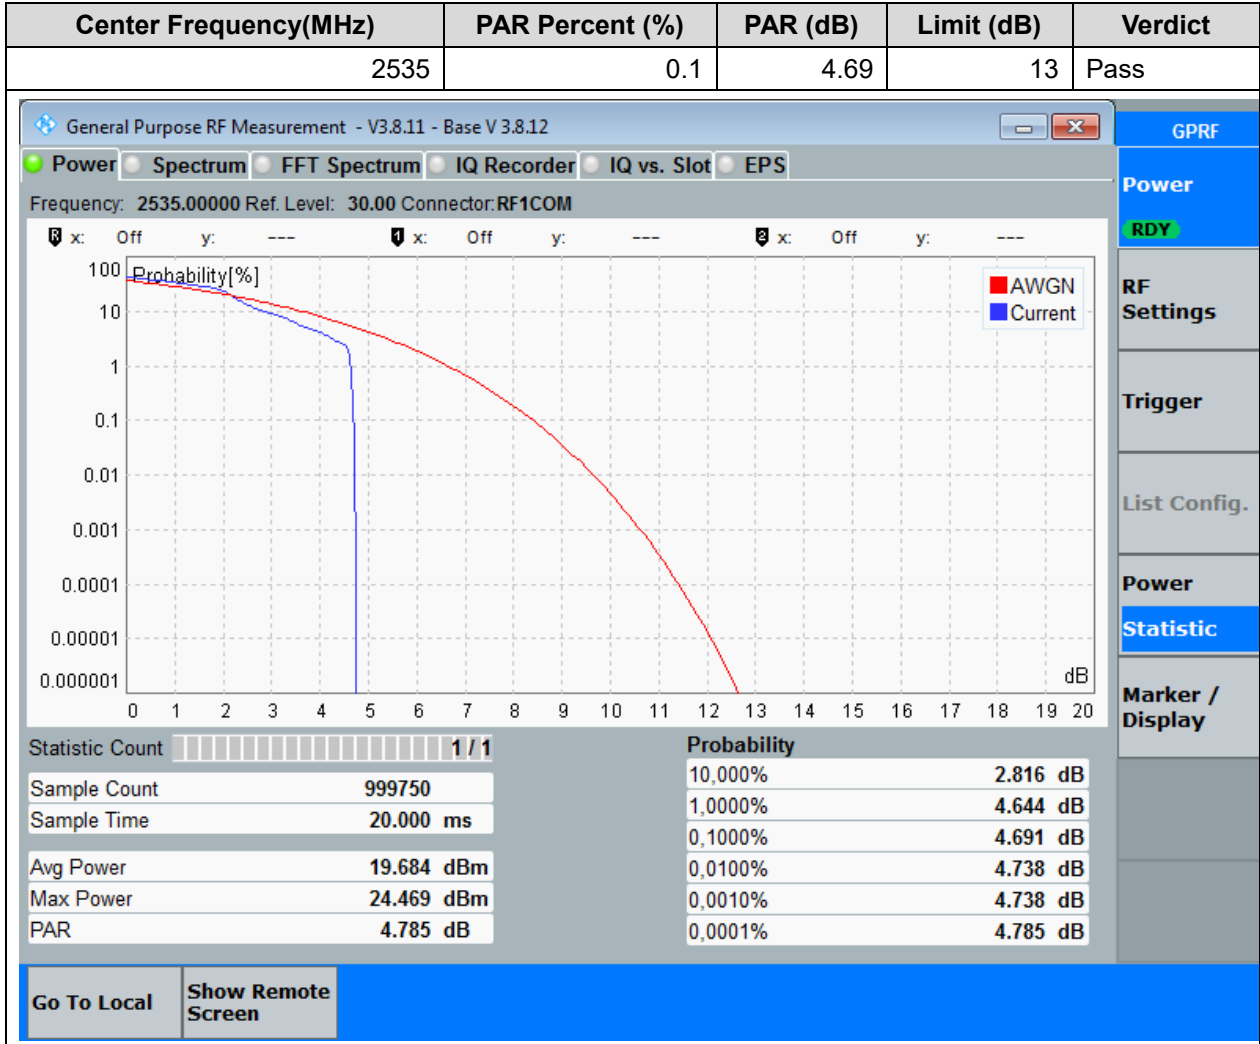 Center Frequency(MHz) PAR Percent (%) PAR (dB) Limit (dB) Verdict
2535 0.1 4.69 13 Pass
General Purpose RF Measurement - V3.8.11 - Base V 3.8.12
GPRF
Power Spectrum FFT Spectrum IQ Recorder IQ vs. Slot EPS
Power
RDY
Frequency: 2535.00000 Ref. Level: 30.00 Connector: RF1COM
R x: Off y: --- 1 x: Off y: --- 2 x: Off y: ---
Probability[%]
AWGN
Current
100
10
1
0.1
0.01
0.001
0.0001
0.00001
0.000001
dB
0 1 2 3 4 5 6 7 8 9 10 11 12 13 14 15 16 17 18 19 20
RF
Settings
Trigger
List Config.
Power
Statistic
Marker /
Display
Statistic Count 1 / 1
Sample Count 999750
Sample Time 20.000 ms
Avg Power 19.684 dBm
Max Power 24.469 dBm
PAR 4.785 dB
Probability
10,000% 2.816 dB
1,0000% 4.644 dB
0,1000% 4.691 dB
0,0100% 4.738 dB
0,0010% 4.738 dB
0,0001% 4.785 dB
Go To Local
Show Remote
Screen